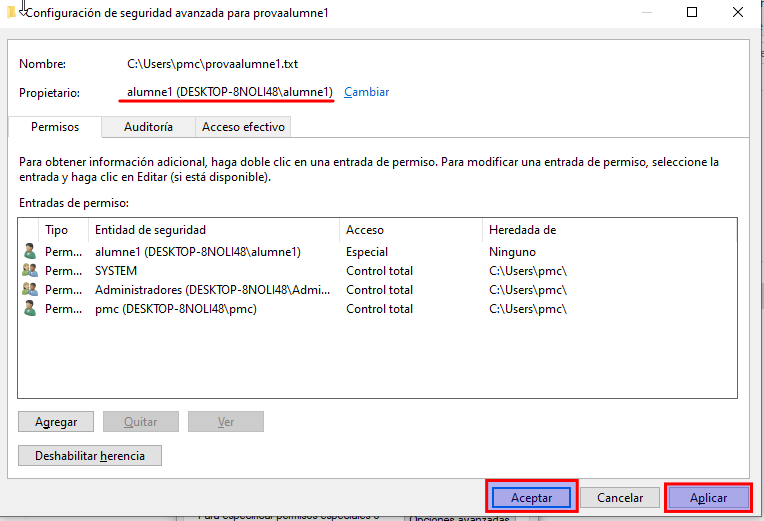 Configuración de seguridad avanzada para provaalumne1
Nombre: C:\Users\pmc\provaalumne1.txt
Propietario: alumne1 (DESKTOP-8NOLI48\alumne1) Cambiar
Permisos Auditoría Acceso efectivo
Para obtener información adicional, haga doble clic en una entrada de permiso. Para modificar una entrada de permiso, seleccione la
entrada y haga clic en Editar (si está disponible).
Entradas de permiso:
Tipo Entidad de seguridad Acceso Heredada de
Perm... alumne1 (DESKTOP-8NOLI48\alumne1) Especial Ninguno
Perm... SYSTEM Control total C:\Users\pmc\
Perm... Administradores (DESKTOP-8NOLI48\Admi... Control total C:\Users\pmc\
Perm... pmc (DESKTOP-8NOLI48\pmc) Control total C:\Users\pmc\
Agregar Quitar Ver
Deshabilitar herencia
Aceptar Cancelar Aplicar
Para especificar permisos especiales o Opciones avanzadas